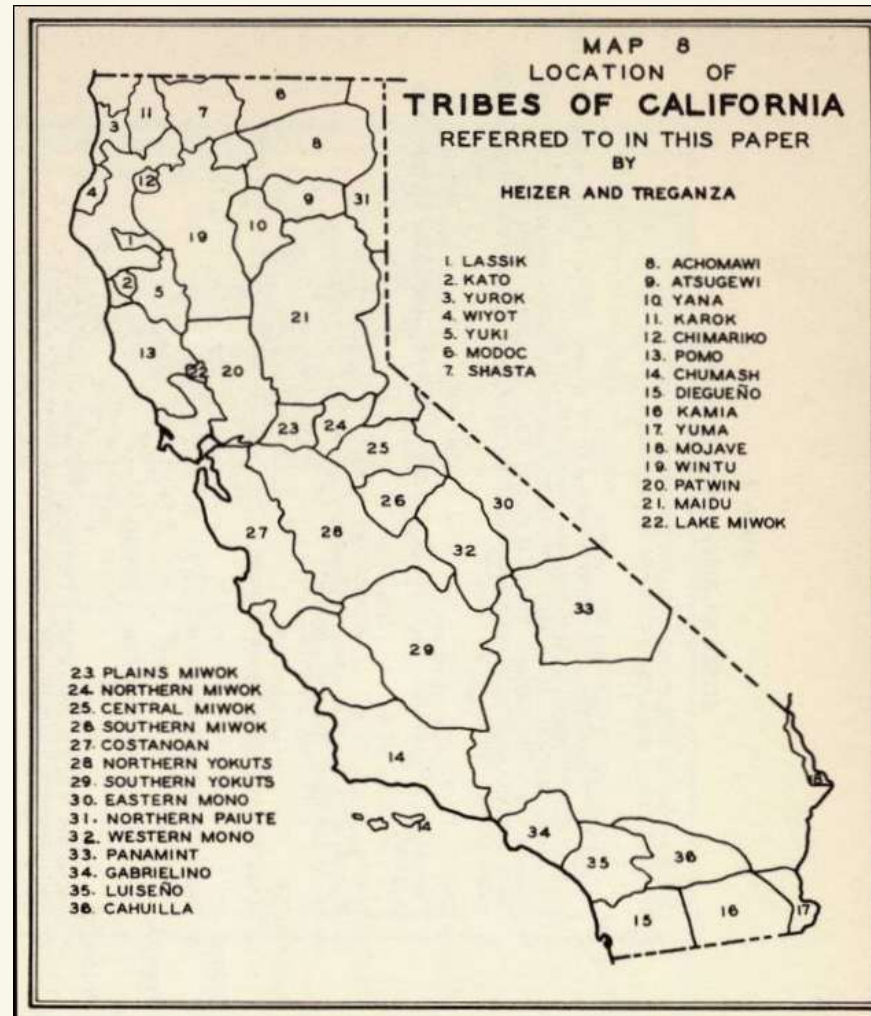 MAP 8
LOCATION OF
TRIBES OF CALIFORNIA
REFERRED TO IN THIS PAPER
BY
HEIZER AND TREGANZA
1. LASSIK
2. KATO
3. YUROK
4. WIYOT
5. YUKI
6. MODOC
7. SHASTA
8. ACHOMAWI
9. ATSUGEWI
10. YANA
11. KAROK
12. CHIMARIKO
13. POMO
14. CHUMASH
15. DIEGUEÑO
16. KAMIA
17. YUMA
18. MOJAVE
19. WINTU
20. PATWIN
21. MAIDU
22. LAKE MIWOK
23. PLAINS MIWOK
24. NORTHERN MIWOK
25. CENTRAL MIWOK
26. SOUTHERN MIWOK
27. COSTANOAN
28. NORTHERN YOKUTS
29. SOUTHERN YOKUTS
30. EASTERN MONO
31. NORTHERN PAIUTE
32. WESTERN MONO
33. PANAMINT
34. GABRIELINO
35. LUISEÑO
36. CAHUILLA
3
11
7
6
8
4
12
9
31
1
19
10
2
5
21
13
22
20
23
24
25
26
30
27
28
32
33
29
14
14
18
34
35
36
15
16
17